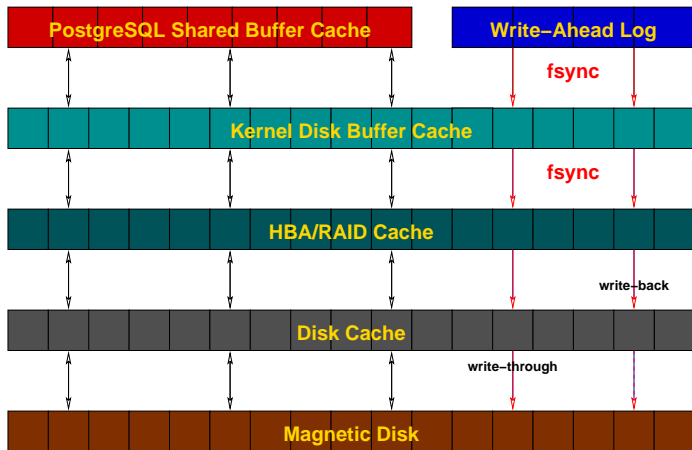 PostgreSQL Shared Buffer Cache
Write−Ahead Log
fsync
Kernel Disk Buffer Cache
fsync
HBA/RAID Cache
write−back
Disk Cache
write−through
Magnetic Disk